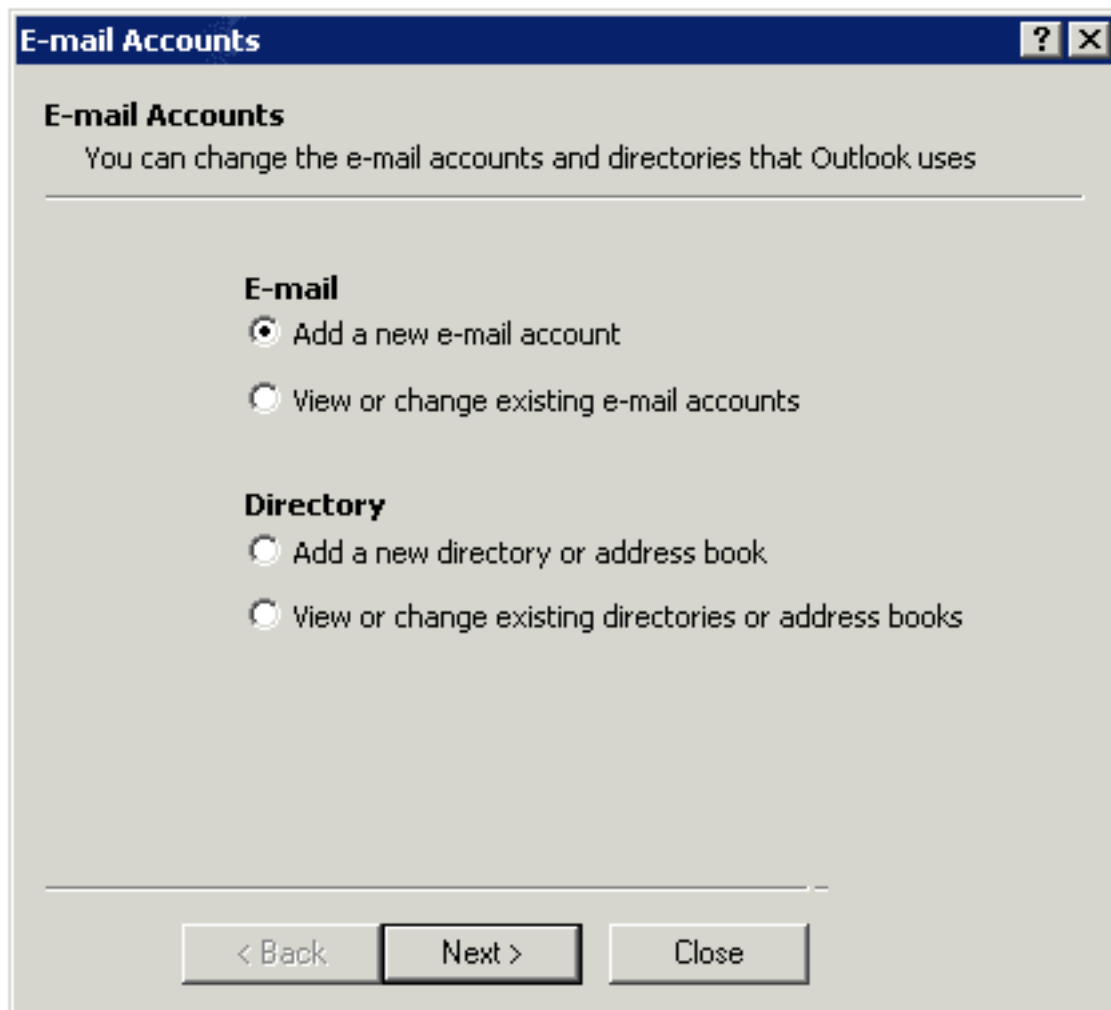 E-mail Accounts
E-mail Accounts
You can change the e-mail accounts and directories that Outlook uses
E-mail
Add a new e-mail account
View or change existing e-mail accounts
Directory
Add a new directory or address book
View or change existing directories or address books
< Back Next > Close